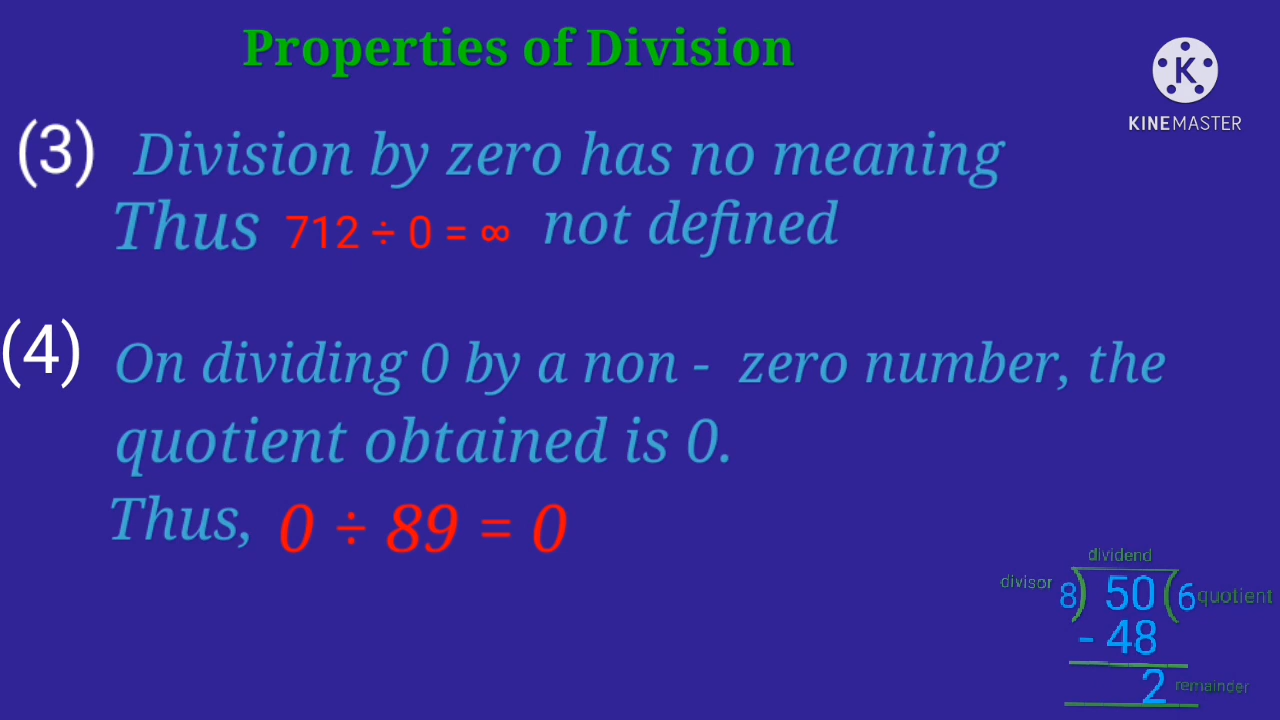 Properties of Division
KINEMASTER
(3) Division by zero has no meaning
Thus 712 ÷ 0 = ∞ not defined
(4) On dividing 0 by a non - zero number, the
quotient obtained is 0.
Thus, 0 ÷ 89 = 0
dividend
divisor 8) 50 (6 quotient
- 48
2 remainder